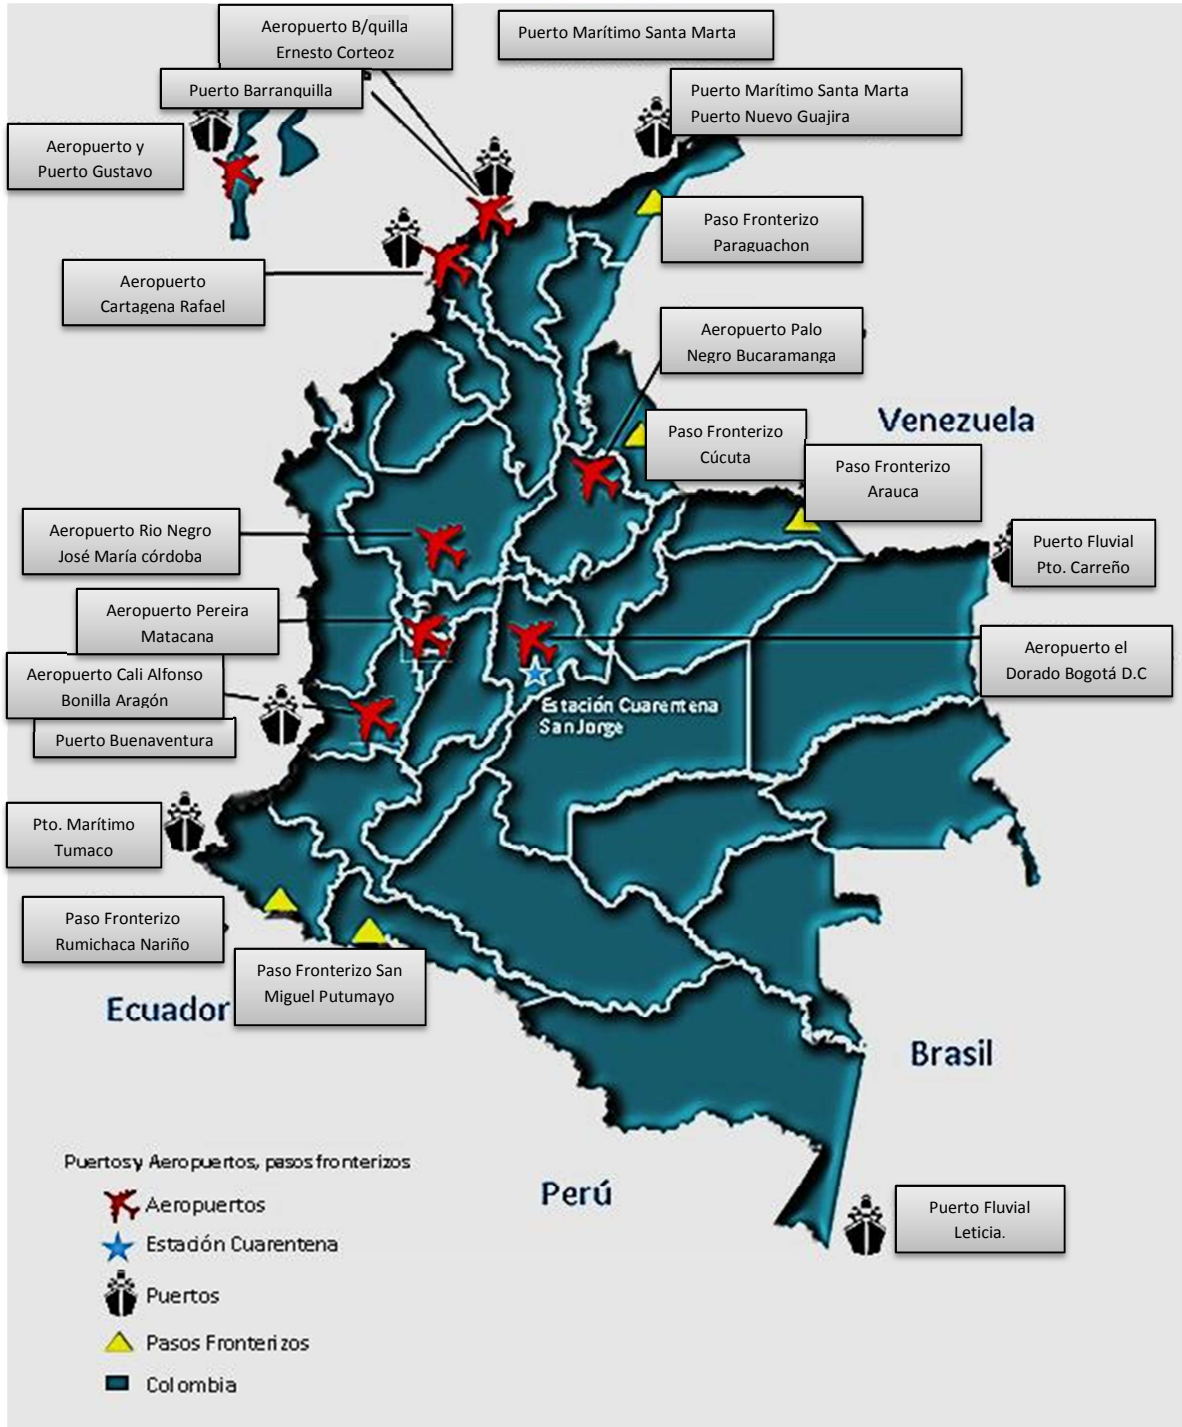 Aeropuerto B/quilla
Ernesto Corteoz
Puerto Marítimo Santa Marta
Puerto Barranquilla
Puerto Marítimo Santa Marta
Puerto Nuevo Guajira
Aeropuerto y
Puerto Gustavo
Paso Fronterizo
Paraguachon
Aeropuerto
Cartagena Rafael
Aeropuerto Palo
Negro Bucaramanga
Venezuela
Paso Fronterizo
Cúcuta
Paso Fronterizo
Arauca
Aeropuerto Rio Negro
José María córdoba
Puerto Fluvial
Pto. Carreño
Aeropuerto Pereira
Matacana
Aeropuerto el
Dorado Bogotá D.C
Aeropuerto Cali Alfonso
Bonilla Aragón
Estación Cuarentena
San Jorge
Puerto Buenaventura
Pto. Marítimo
Tumaco
Paso Fronterizo
Rumichaca Nariño
Paso Fronterizo San
Miguel Putumayo
Ecuador
Brasil
Perú
Puertos y Aeropuertos, pasos fronterizos
Aeropuertos
Estación Cuarentena
Puertos
Pasos Fronterizos
Colombia
Puerto Fluvial
Leticia.